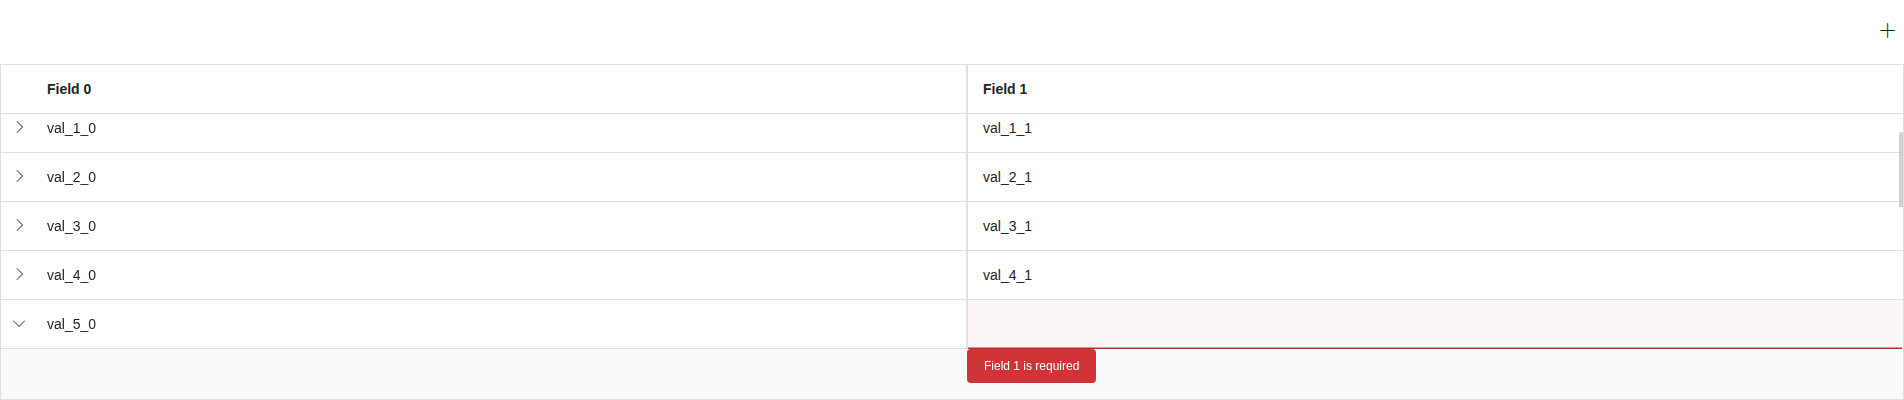 Field 0 Field 1
val_1_0 val_1_1
val_2_0 val_2_1
val_3_0 val_3_1
val_4_0 val_4_1
val_5_0
Field 1 is required